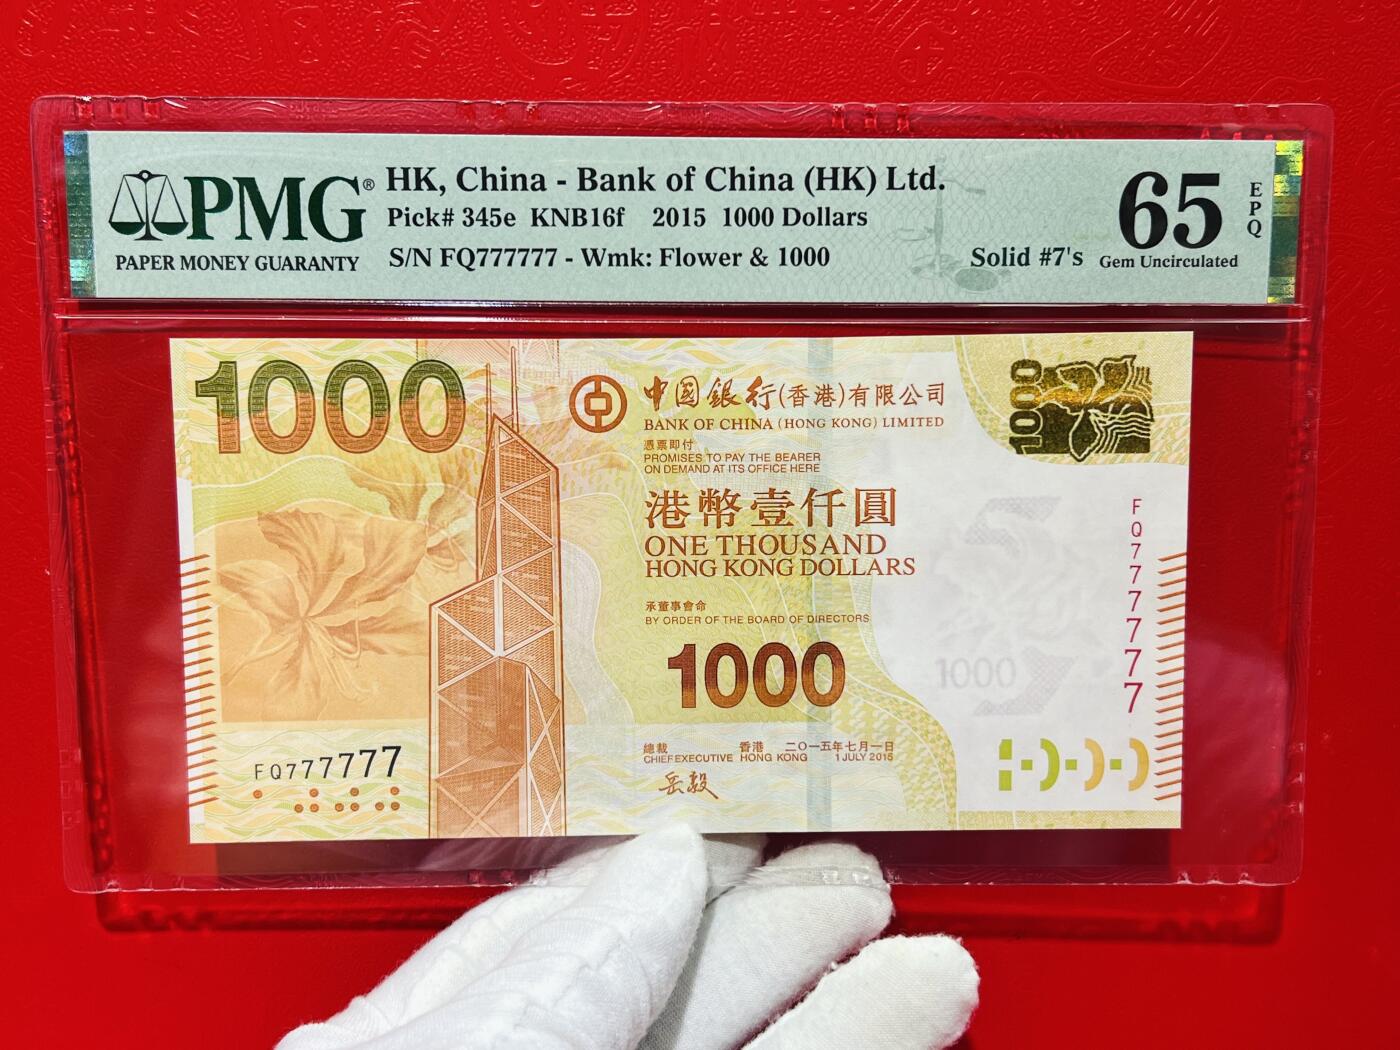 PMG®
PAPER MONEY GUARANTY
HK, China - Bank of China (HK) Ltd.
Pick# 345e KNB16f 2015 1000 Dollars
S/N FQ777777 - Wmk: Flower & 1000
Solid #7's
65
EPQ
Gem Uncirculated
1000
中国銀行(香港)有限公司
BANK OF CHINA (HONG KONG) LIMITED
憑票即付
PROMISES TO PAY THE BEARER
ON DEMAND AT ITS OFFICE HERE
港幣壹仟圓
ONE THOUSAND
HONG KONG DOLLARS
承董事會命
BY ORDER OF THE BOARD OF DIRECTORS
1000
總裁 香港 二〇一五年七月一日
CHIEF EXECUTIVE HONG KONG 1 JULY 2015
岳毅
FQ777777
1000
FQ777777
1000